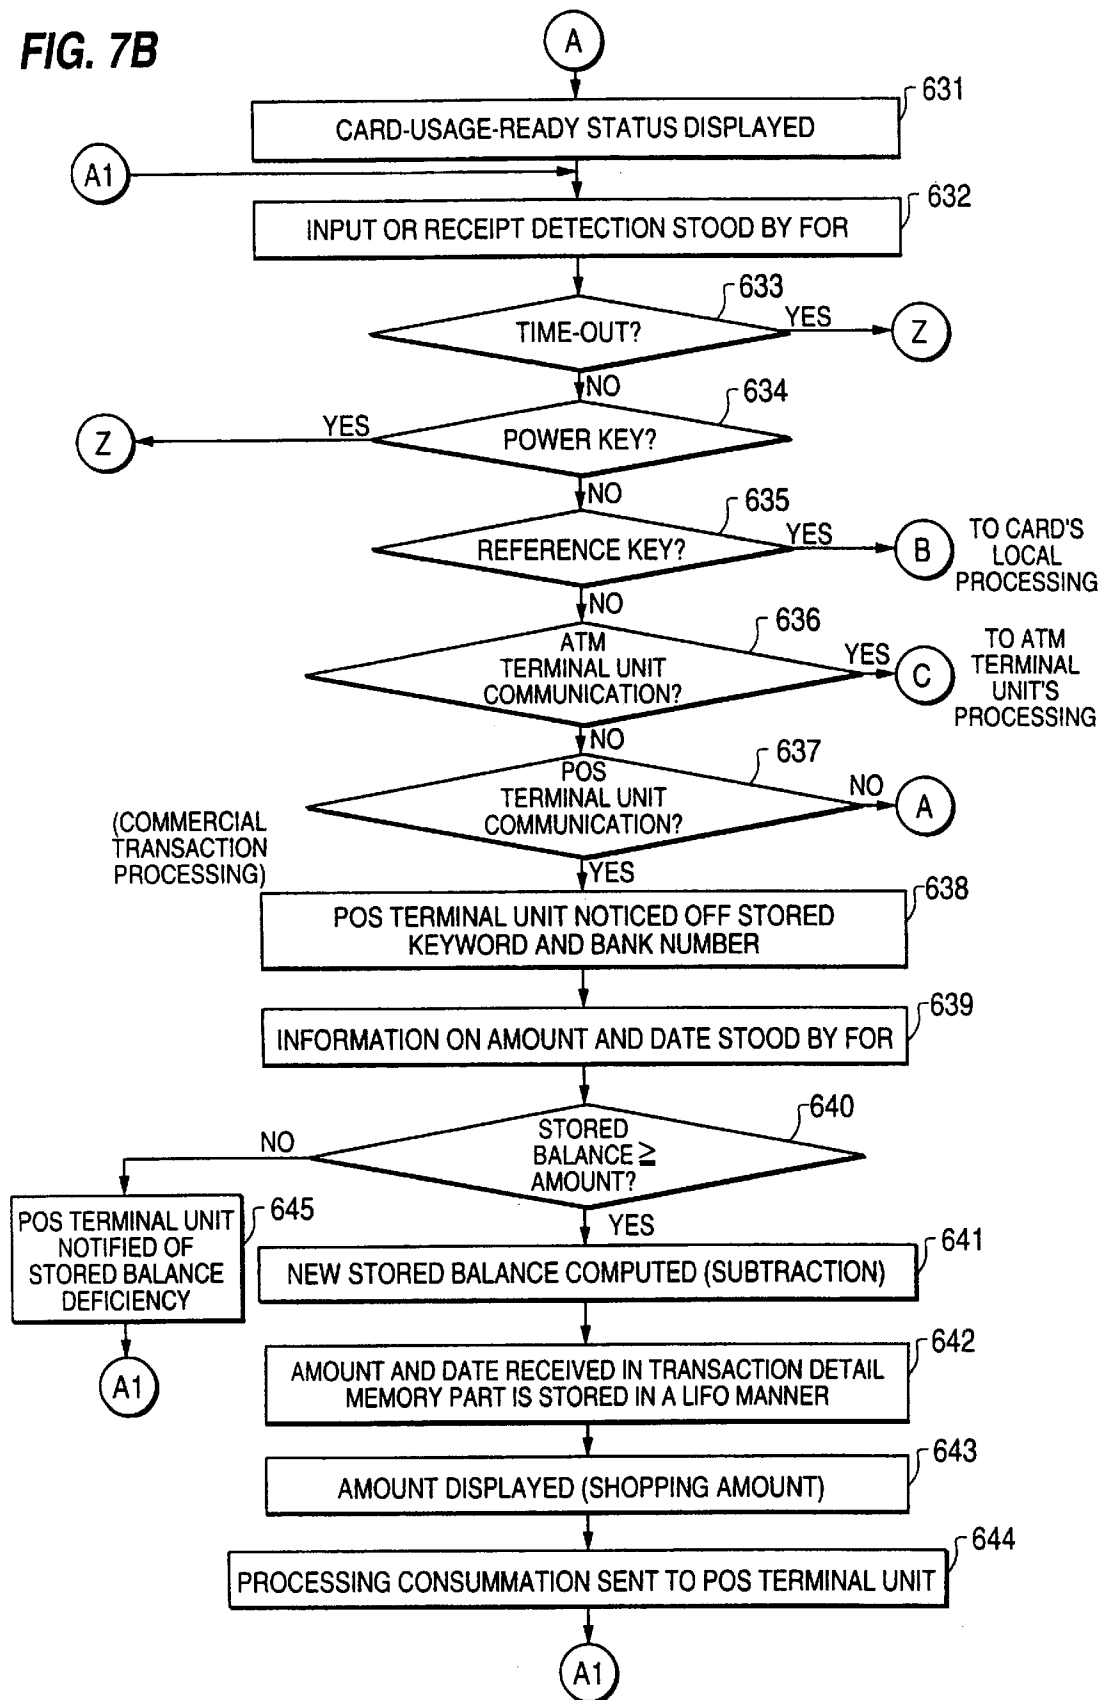 FIG. 7B
A
631
CARD-USAGE-READY STATUS DISPLAYED
A1
632
INPUT OR RECEIPT DETECTION STOOD BY FOR
633
TIME-OUT?
YES
Z
NO
634
POWER KEY?
YES
Z
NO
635
REFERENCE KEY?
YES
B
TO CARD'S
LOCAL
PROCESSING
NO
636
ATM
TERMINAL UNIT
COMMUNICATION?
YES
C
TO ATM
TERMINAL
UNIT'S
PROCESSING
NO
637
POS
TERMINAL UNIT
COMMUNICATION?
NO
A
(COMMERCIAL
TRANSACTION
PROCESSING)
YES
638
POS TERMINAL UNIT NOTICED OFF STORED
KEYWORD AND BANK NUMBER
639
INFORMATION ON AMOUNT AND DATE STOOD BY FOR
640
STORED
BALANCE ≧
AMOUNT?
NO
645
POS TERMINAL UNIT
NOTIFIED OF
STORED BALANCE
DEFICIENCY
A1
YES
641
NEW STORED BALANCE COMPUTED (SUBTRACTION)
642
AMOUNT AND DATE RECEIVED IN TRANSACTION DETAIL
MEMORY PART IS STORED IN A LIFO MANNER
643
AMOUNT DISPLAYED (SHOPPING AMOUNT)
644
PROCESSING CONSUMMATION SENT TO POS TERMINAL UNIT
A1